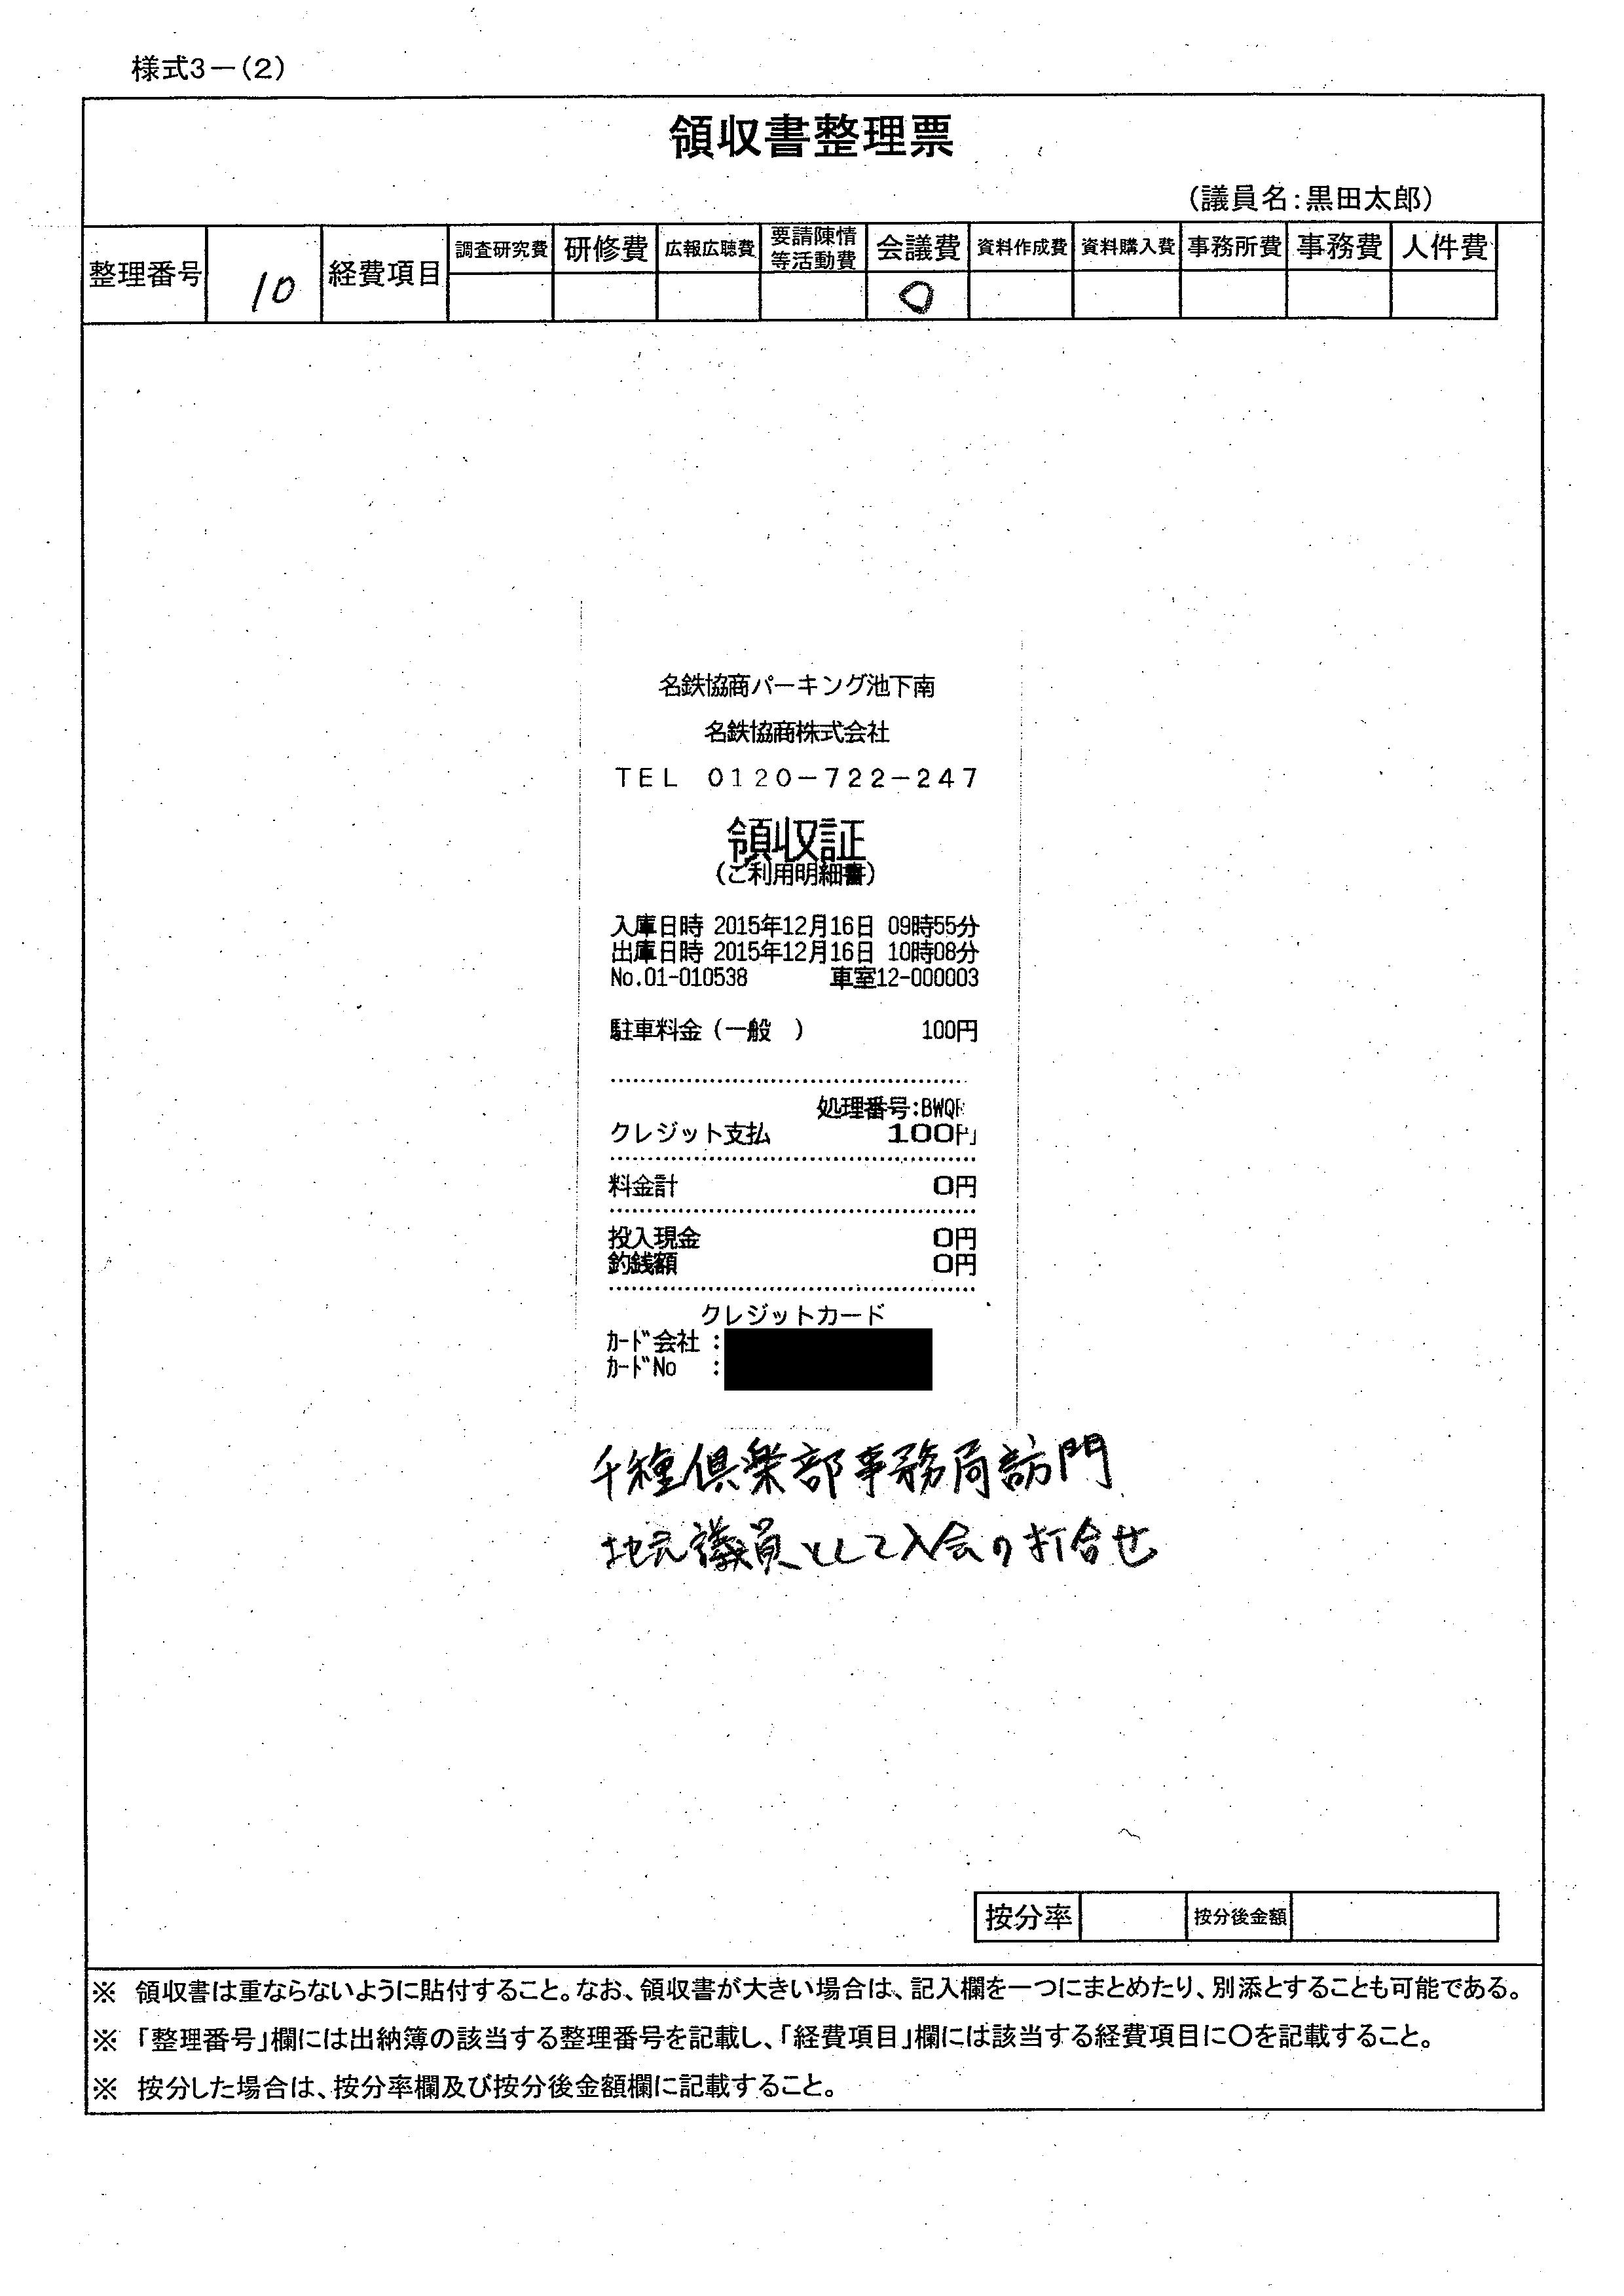 様式3－(2)
領収書整理票
(議員名:黒田太郎)
整理番号 10 経費項目 調査研究費 研修費 広報広聴費 要請陳情等活動費 会議費 資料作成費 資料購入費 事務所費 事務費 人件費
○
名鉄協商パーキング池下南
名鉄協商株式会社
TEL 0120－722－247
領収証
(ご利用明細書)
入庫日時 2015年12月16日 09時55分
出庫日時 2015年12月16日 10時08分
No.01-010538 車室12-000003
駐車料金(一般 ) 100円
処理番号:BWQ
クレジット支払 100円
料金計 0円
投入現金 0円
釣銭額 0円
クレジットカード
ｶｰﾄﾞ会社 :
ｶｰﾄﾞNo :
千種倶楽部事務局訪門
地元議員として入会の打合せ
按分率 按分後金額
※ 領収書は重ならないように貼付すること。なお、領収書が大きい場合は、記入欄を一つにまとめたり、別添とすることも可能である。
※ 「整理番号」欄には出納簿の該当する整理番号を記載し、「経費項目」欄には該当する経費項目に○を記載すること。
※ 按分した場合は、按分率欄及び按分後金額欄に記載すること。